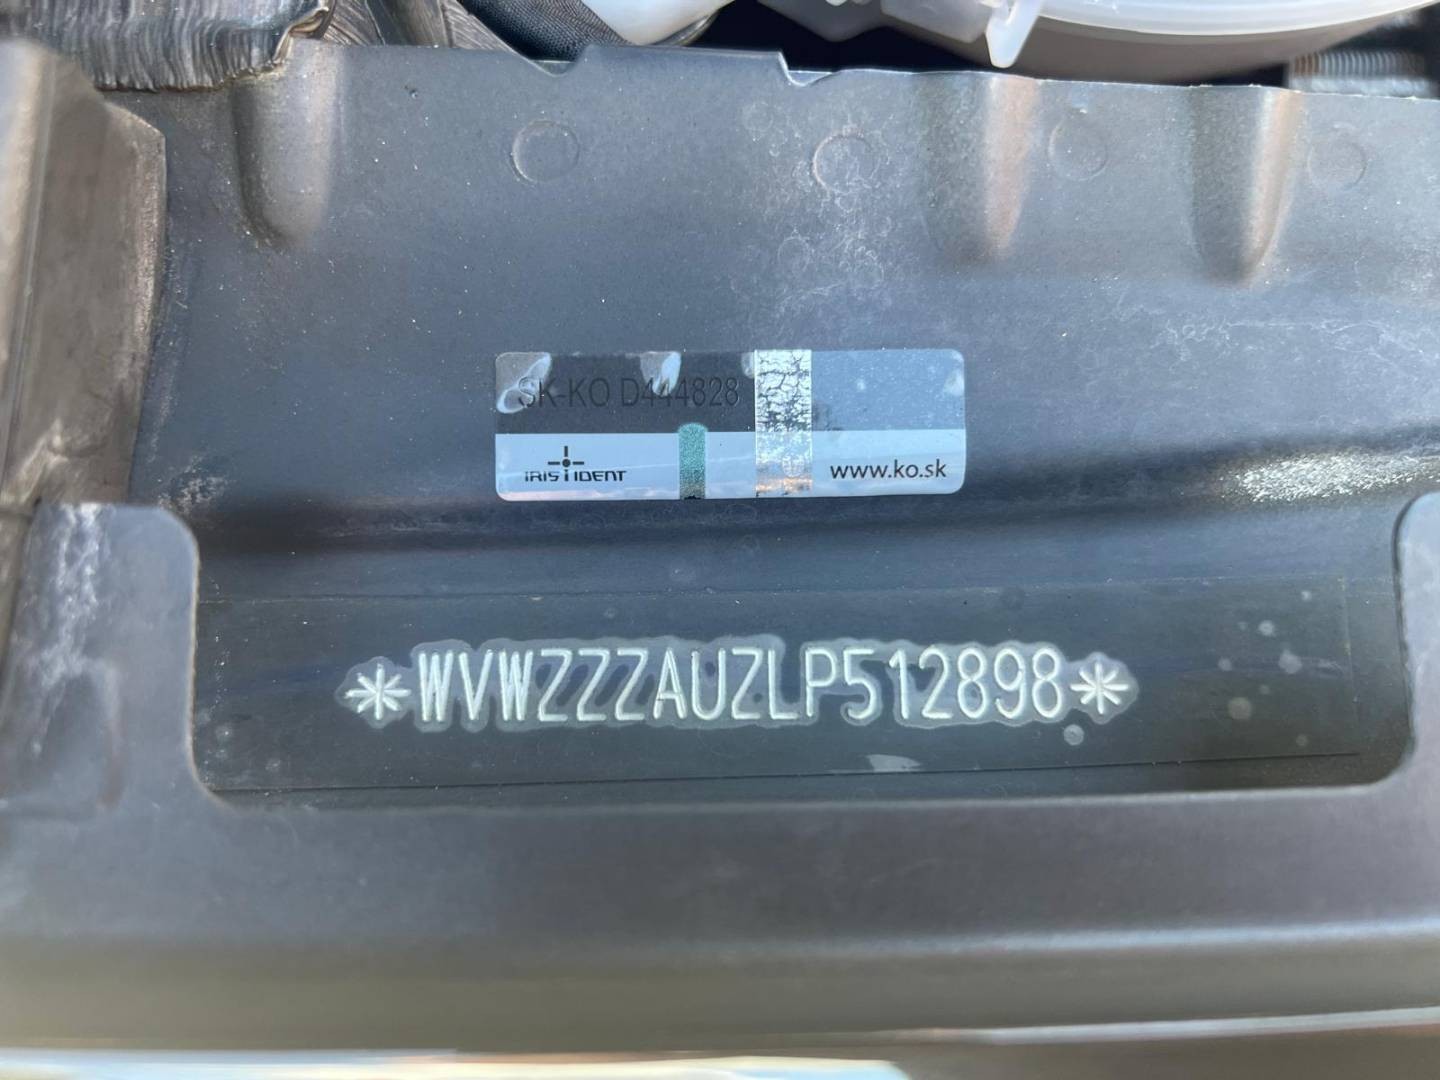 SK-KO D444828
IRIS IDENT
www.ko.sk
*WVWZZZAUZLP512898*